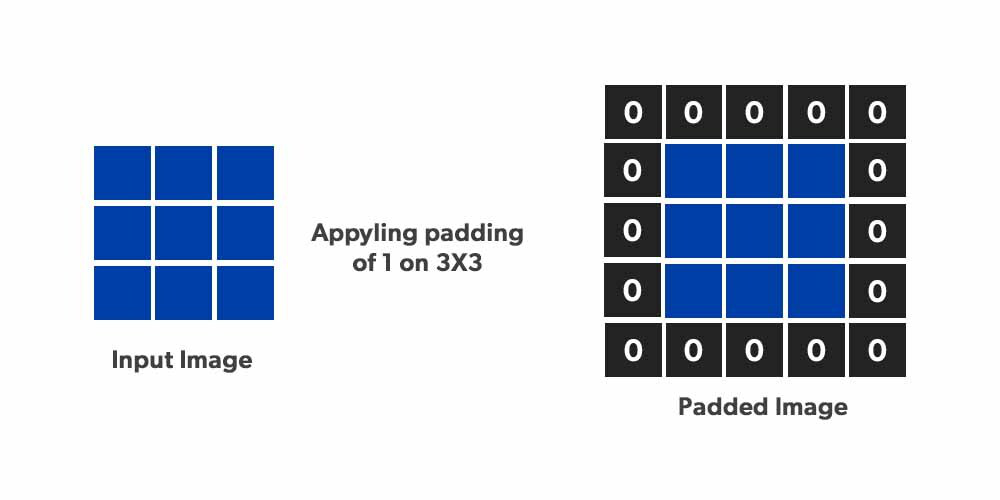 Input Image
Appyling padding
of 1 on 3X3
0 0 0 0 0
0 0
0 0
0 0
0 0 0 0 0
Padded Image